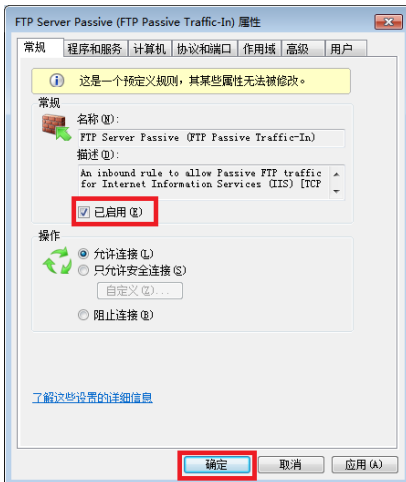 FTP Server Passive (FTP Passive Traffic-In) 属性
常规 程序和服务 计算机 协议和端口 作用域 高级 用户
这是一个预定义规则，其某些属性无法被修改。
常规
名称(N):
FTP Server Passive (FTP Passive Traffic-In)
描述(D):
An inbound rule to allow Passive FTP traffic
for Internet Information Services (IIS) [TCP
已启用(E)
操作
允许连接(L)
只允许安全连接(S)
自定义(Z)...
阻止连接(B)
了解这些设置的详细信息
确定 取消 应用(A)